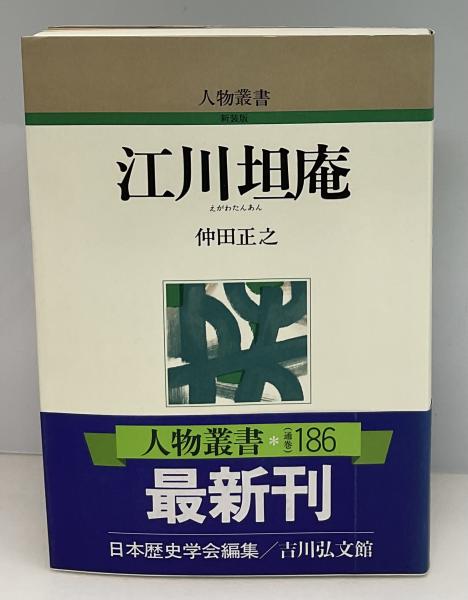 人物叢書
新装版
江川坦庵
えがわたんあん
仲田正之
人物叢書*(通巻)186
最新刊
日本歴史学会編集/吉川弘文館